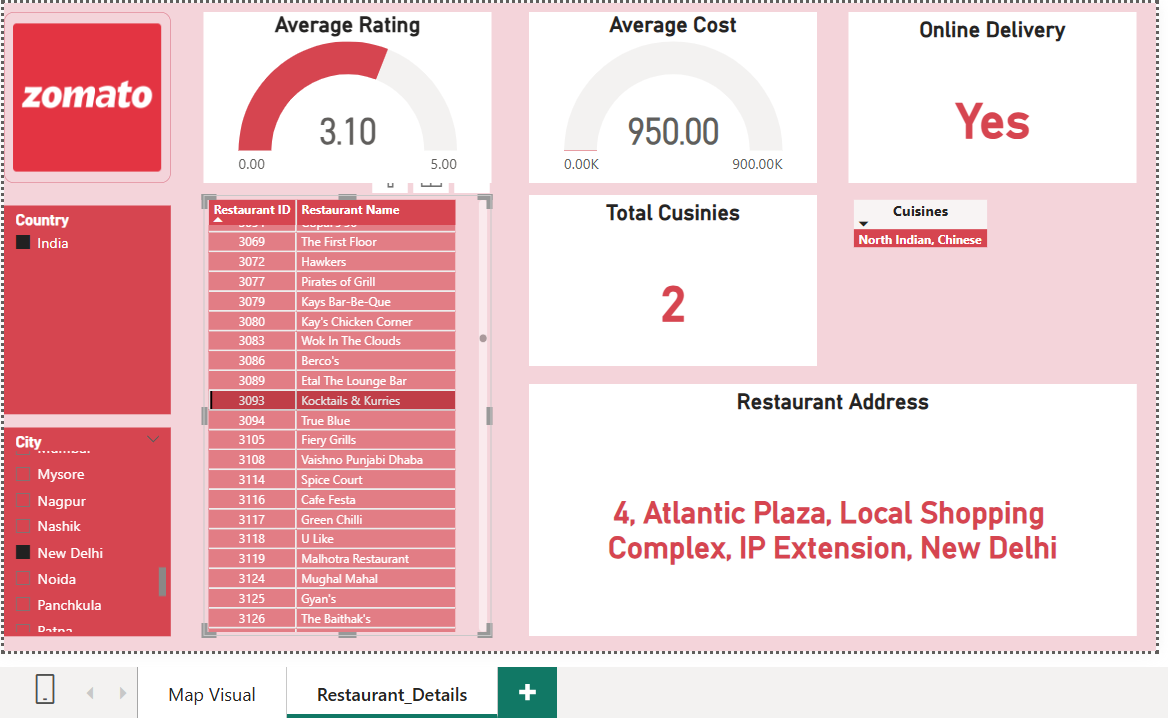 zomato
Average Rating
3.10
0.00 5.00
Average Cost
950.00
0.00K 900.00K
Online Delivery
Yes
Country
India
City
Mysore
Nagpur
Nashik
New Delhi
Noida
Panchkula
Patna
Restaurant ID Restaurant Name
3069 The First Floor
3072 Hawkers
3077 Pirates of Grill
3079 Kays Bar-Be-Que
3080 Kay's Chicken Corner
3083 Wok In The Clouds
3086 Berco's
3089 Etal The Lounge Bar
3093 Kocktails & Kurries
3094 True Blue
3105 Fiery Grills
3108 Vaishno Punjabi Dhaba
3114 Spice Court
3116 Cafe Festa
3117 Green Chilli
3118 U Like
3119 Malhotra Restaurant
3124 Mughal Mahal
3125 Gyan's
3126 The Baithak's
Total Cusinies
2
Cuisines
North Indian, Chinese
Restaurant Address
4, Atlantic Plaza, Local Shopping
Complex, IP Extension, New Delhi
Map Visual
Restaurant_Details